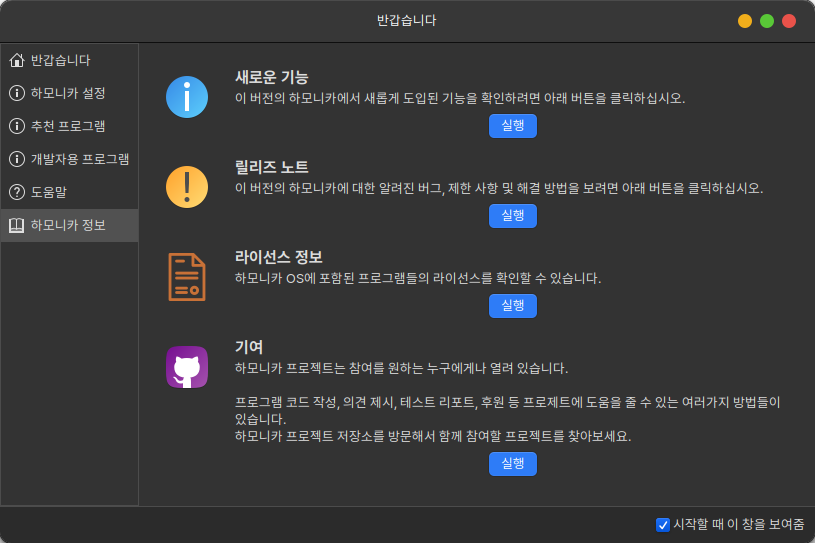 반갑습니다
반갑습니다
하모니카 설정
추천 프로그램
개발자용 프로그램
도움말
하모니카 정보
새로운 기능
이 버전의 하모니카에서 새롭게 도입된 기능을 확인하려면 아래 버튼을 클릭하십시오.
실행
릴리즈 노트
이 버전의 하모니카에 대한 알려진 버그, 제한 사항 및 해결 방법을 보려면 아래 버튼을 클릭하십시오.
실행
라이선스 정보
하모니카 OS에 포함된 프로그램들의 라이선스를 확인할 수 있습니다.
실행
기여
하모니카 프로젝트는 참여를 원하는 누구에게나 열려 있습니다.
프로그램 코드 작성, 의견 제시, 테스트 리포트, 후원 등 프로제트에 도움을 줄 수 있는 여러가지 방법들이
있습니다.
하모니카 프로젝트 저장소를 방문해서 함께 참여할 프로젝트를 찾아보세요.
실행
시작할 때 이 창을 보여줌